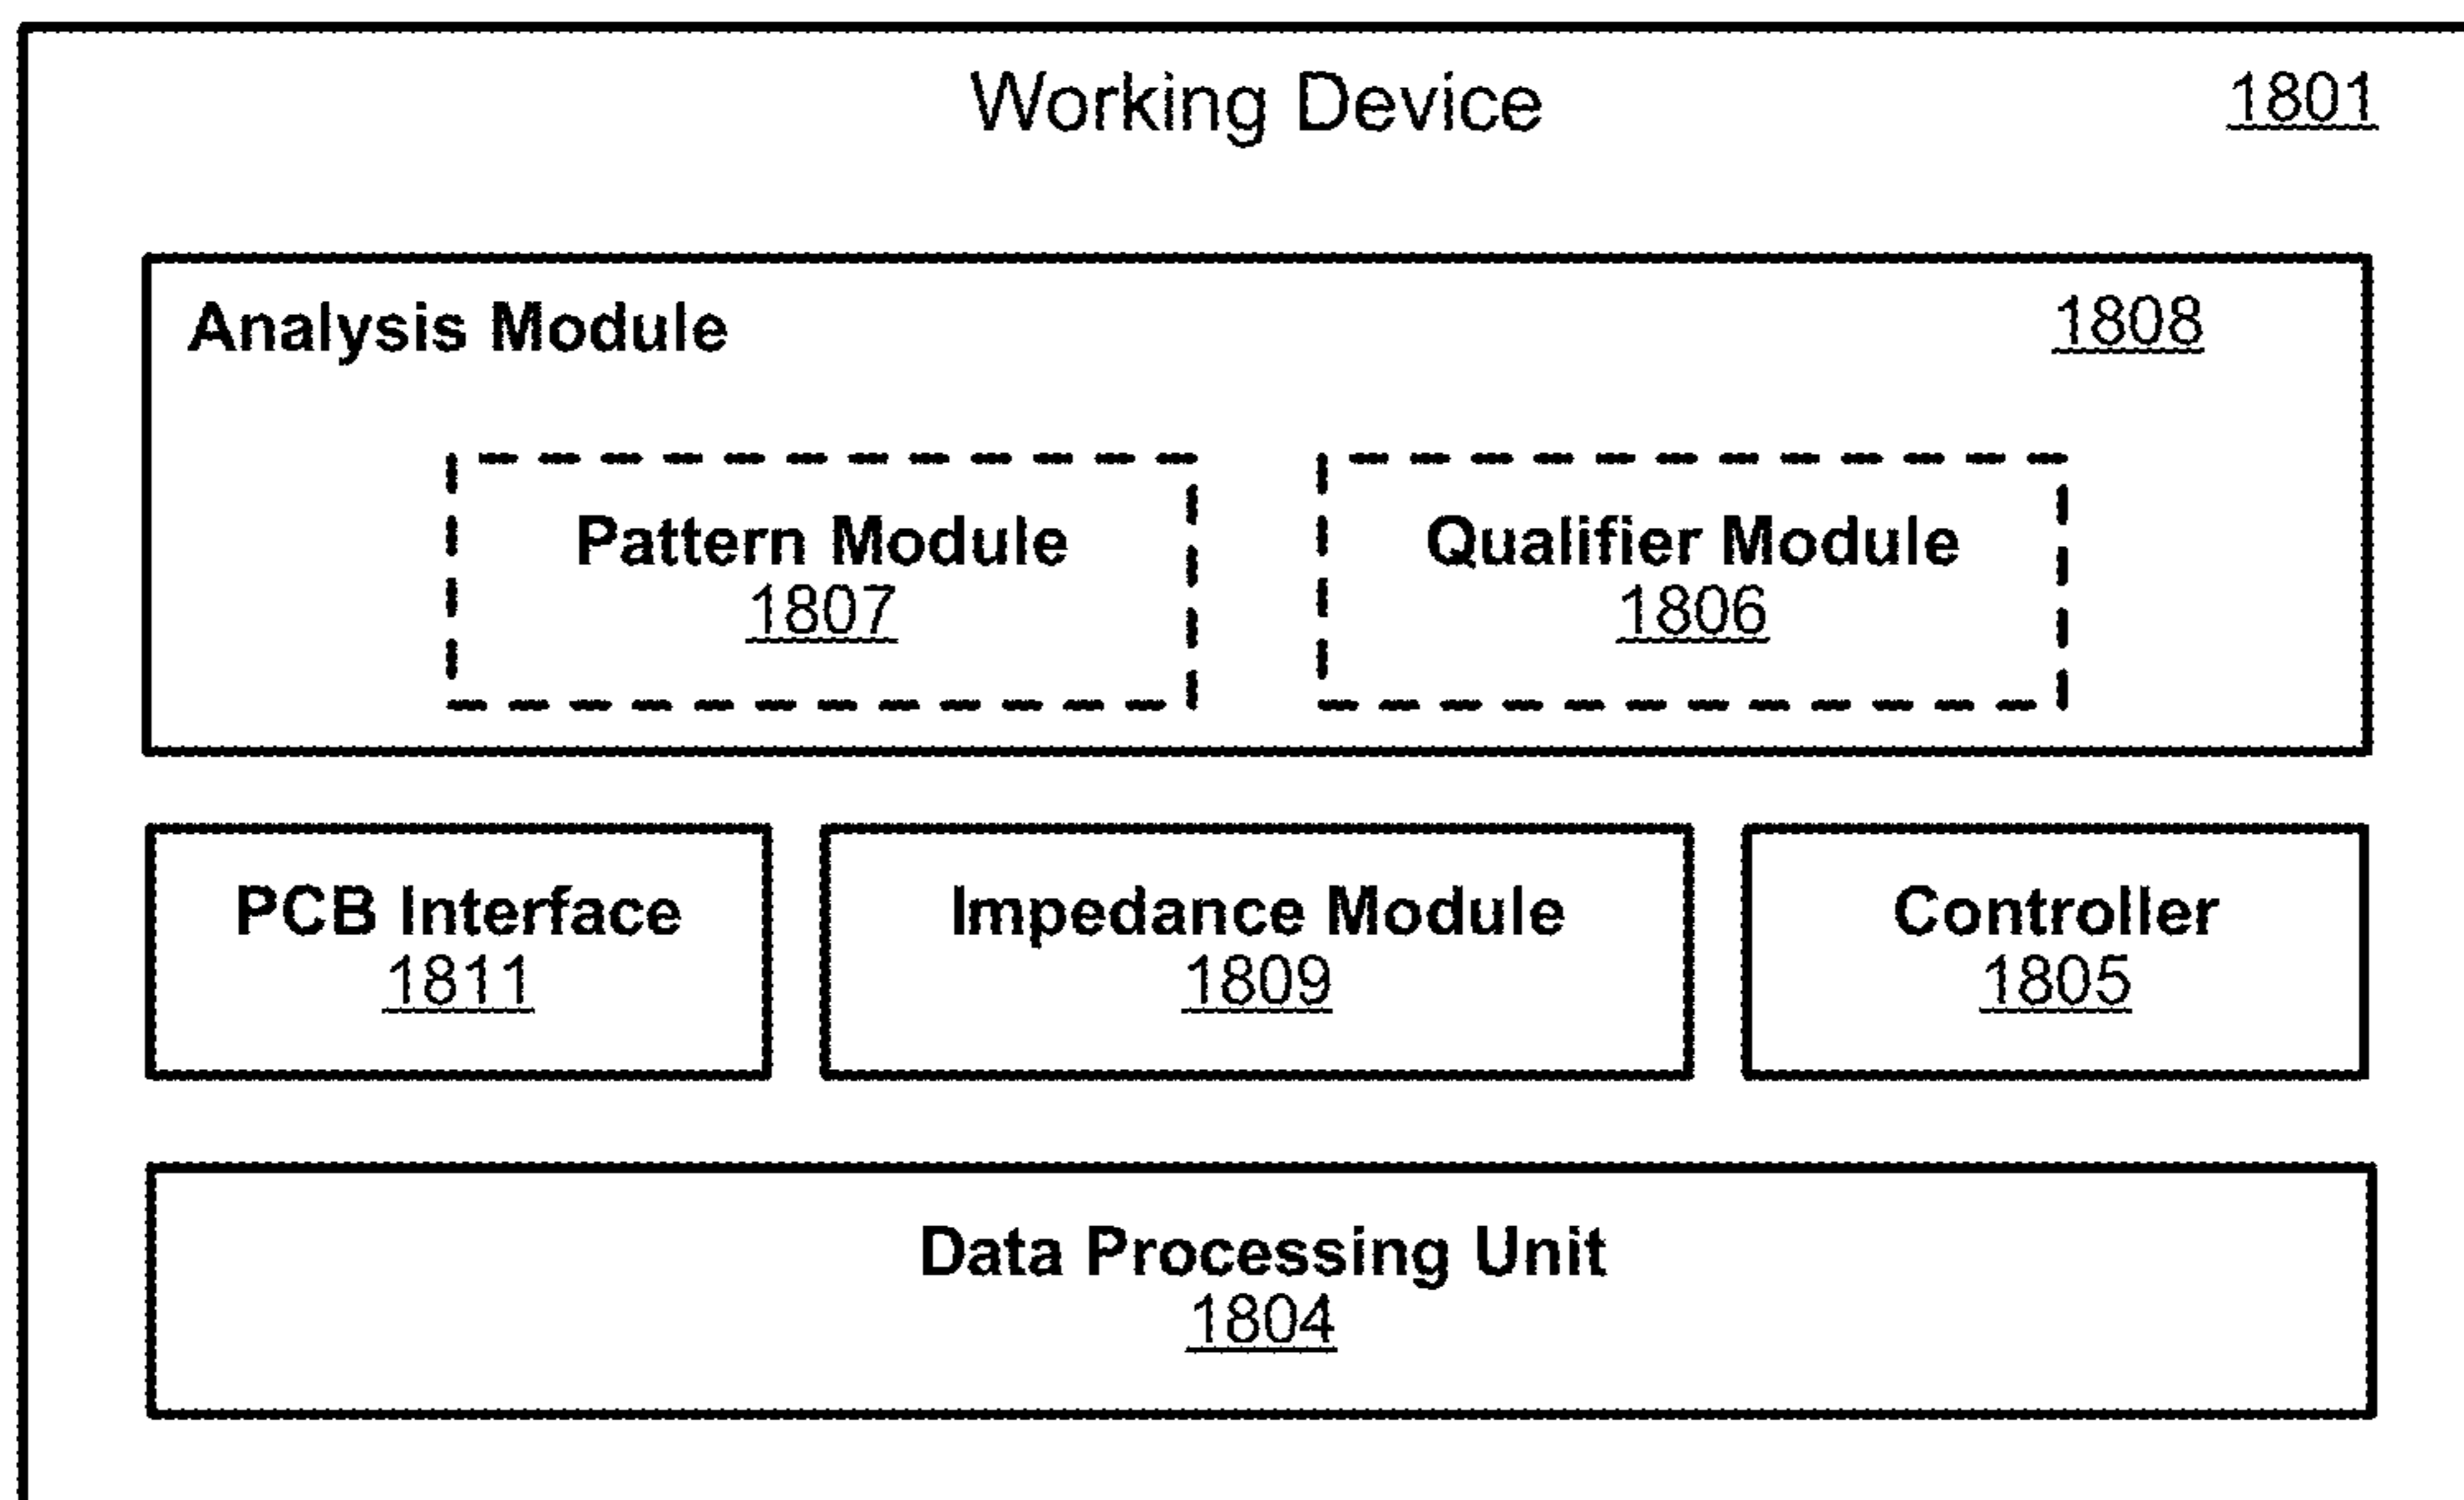 Working Device 1801
Analysis Module 1808
Pattern Module
1807
Qualifier Module
1806
PCB Interface
1811
Impedance Module
1809
Controller
1805
Data Processing Unit
1804